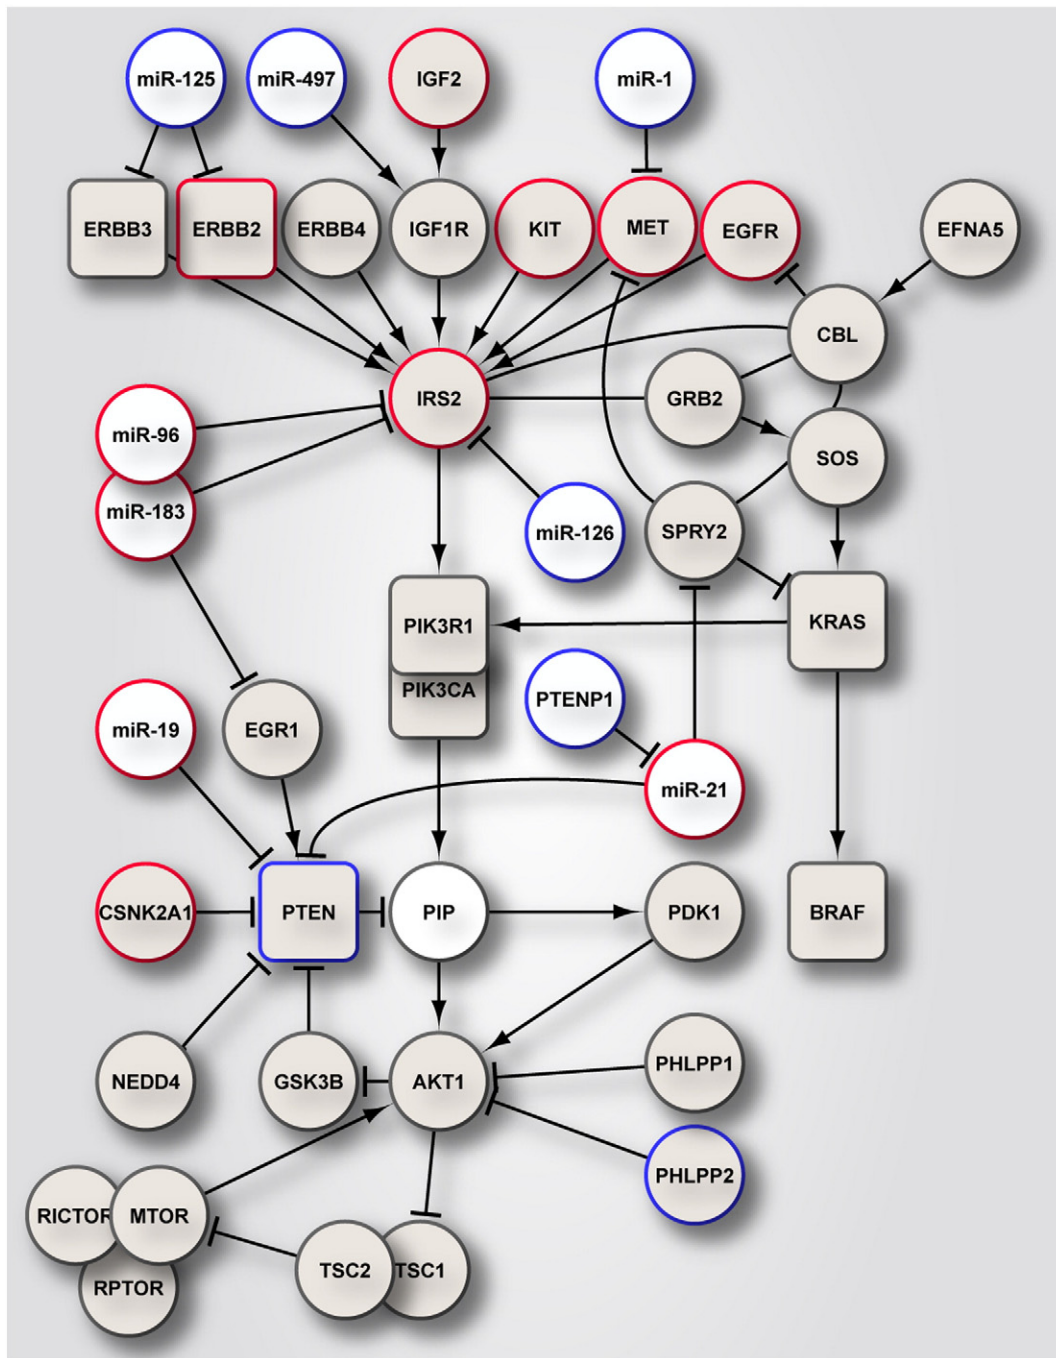 miR-125
miR-497
IGF2
miR-1
ERBB3
ERBB2
ERBB4
IGF1R
KIT
MET
EGFR
EFNA5
CBL
IRS2
GRB2
miR-96
SOS
miR-183
miR-126
SPRY2
PIK3R1
KRAS
PIK3CA
PTENP1
miR-19
EGR1
miR-21
CSNK2A1
PTEN
PIP
PDK1
BRAF
NEDD4
GSK3B
AKT1
PHLPP1
PHLPP2
RICTOR
MTOR
TSC2
TSC1
RPTOR